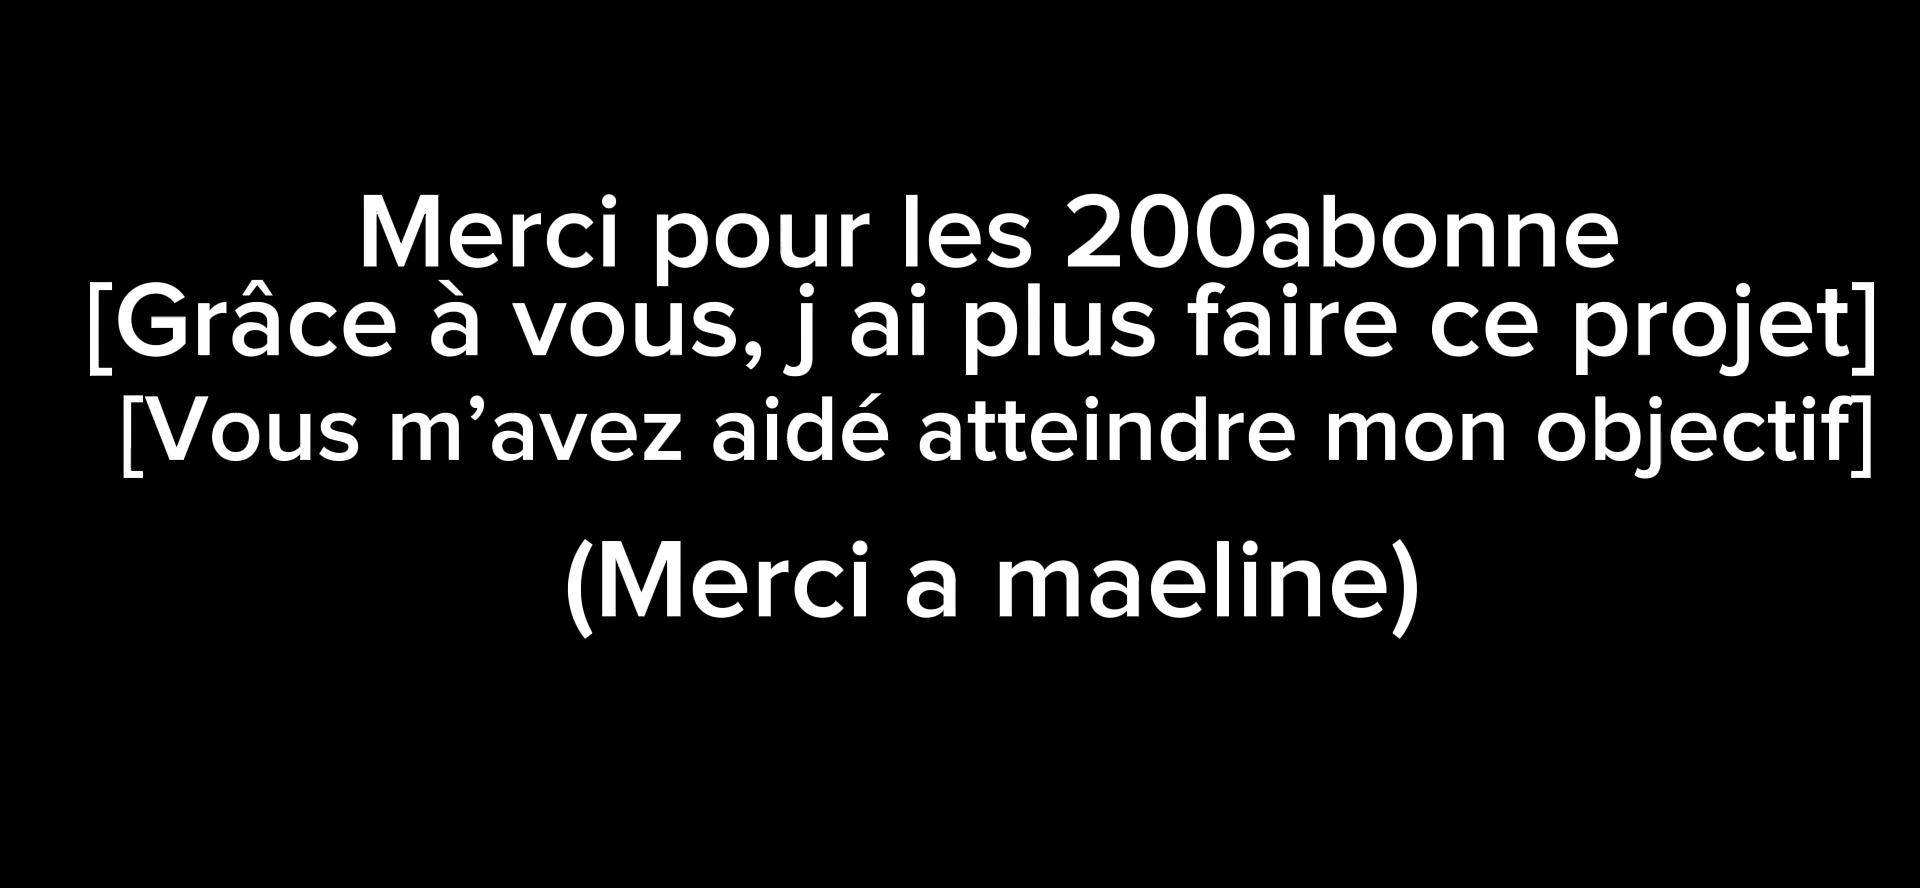 Merci pour les 200abonne
[Grâce à vous, j ai plus faire ce projet]
[Vous m’avez aidé atteindre mon objectif]
(Merci a maeline)